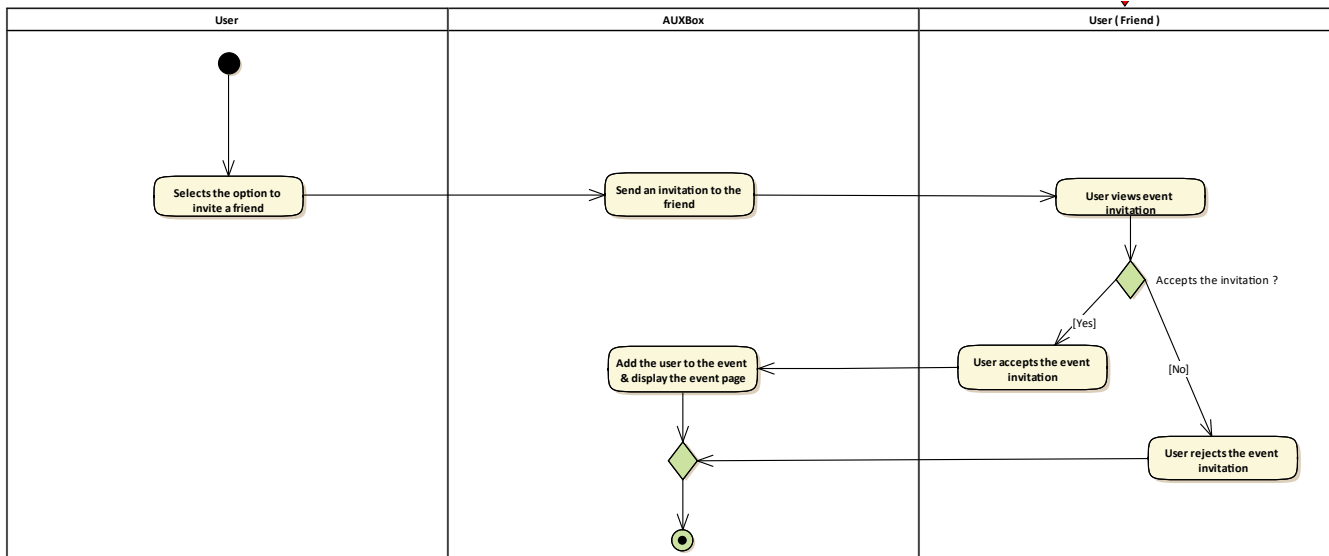 User
AUXBox
User ( Friend )
Selects the option to
invite a friend
Send an invitation to the
friend
User views event
invitation
Accepts the invitation ?
[Yes]
[No]
Add the user to the event
& display the event page
User accepts the event
invitation
User rejects the event
invitation